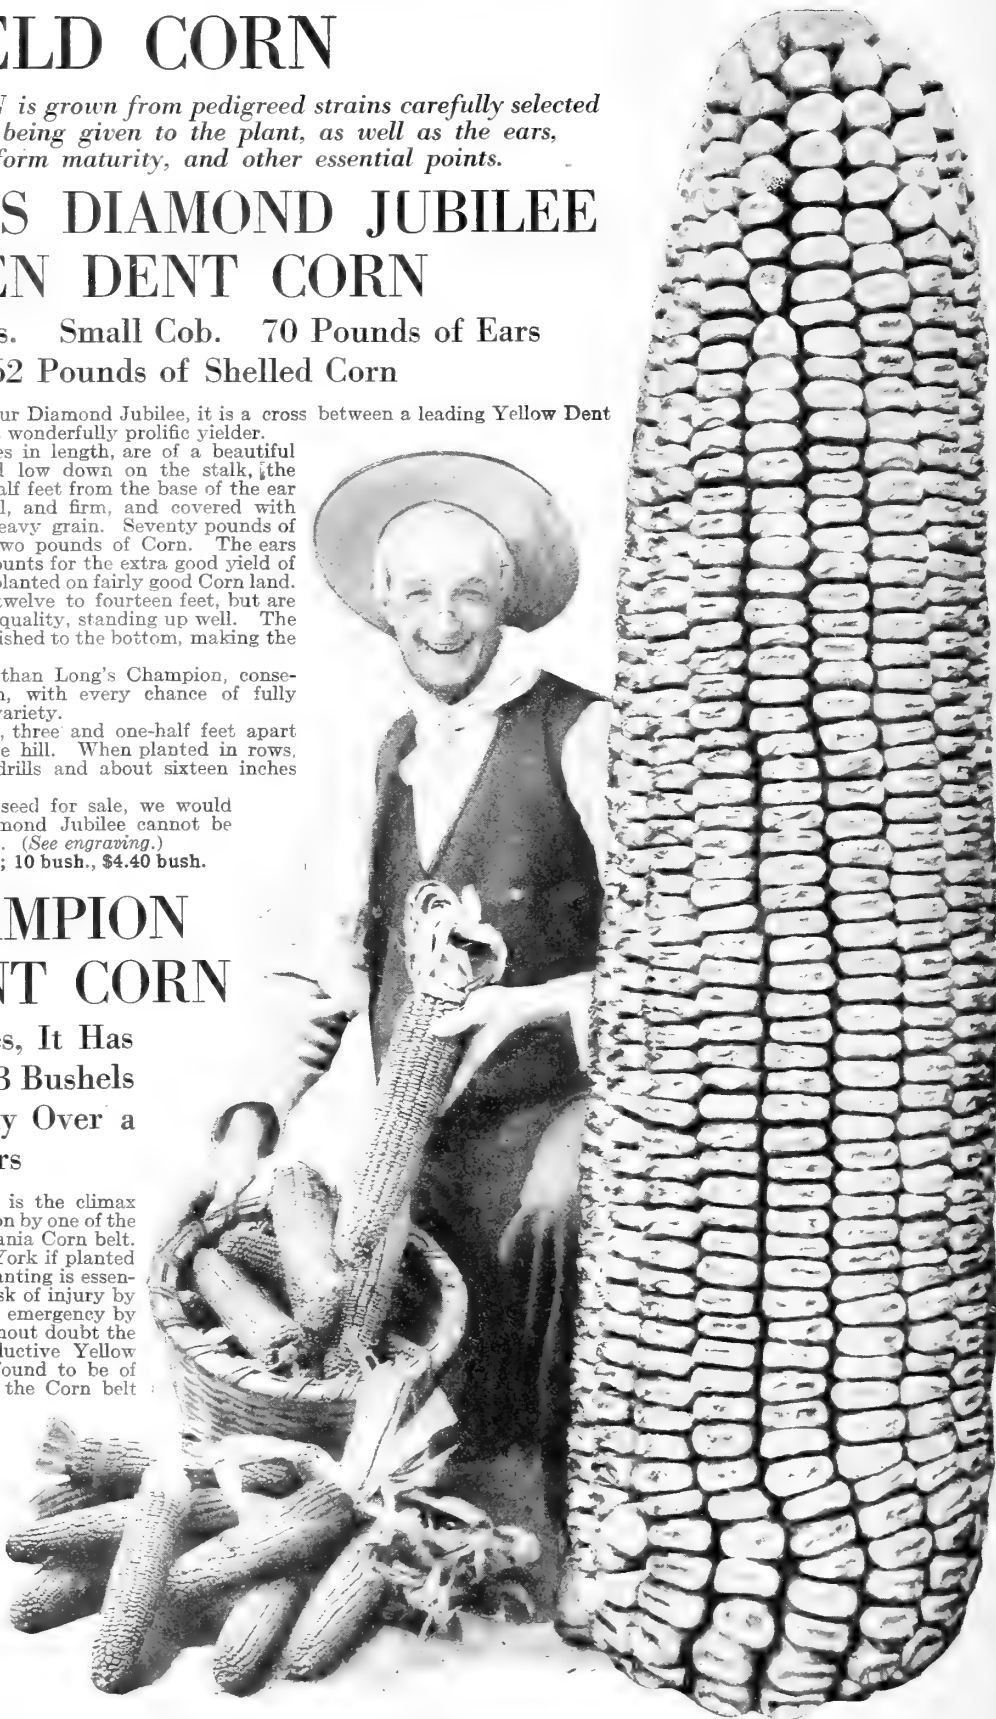 ELD CORN
is grown from pedigreed strains carefully selected
being given to the plant, as well as the ears,
form maturity, and other essential points.
S DIAMOND JUBILEE
EN DENT CORN
s. Small Cob. 70 Pounds of Ears
62 Pounds of Shelled Corn
ur Diamond Jubilee, it is a cross between a leading Yellow Dent
wonderfully prolific yielder.
es in length, are of a beautiful
l low down on the stalk, the
alf feet from the base of the ear
l, and firm, and covered with
eavy grain. Seventy pounds of
wo pounds of Corn. The ears
ounts for the extra good yield of
planted on fairly good Corn land.
twelve to fourteen feet, but are
quality, standing up well. The
ished to the bottom, making the
than Long's Champion, conse-
n, with every chance of fully
variety.
, three and one-half feet apart
e hill. When planted in rows,
drills and about sixteen inches
seed for sale, we would
mond Jubilee cannot be
. (See engraving.)
; 10 bush., $4.40 bush.
MPION
NT CORN
s, It Has
3 Bushels
y Over a
rs
is the climax
on by one of the
ania Corn belt.
York if planted
anting is essen-
sk of injury by
emergency by
hout doubt the
ductive Yellow
ound to be of
the Corn belt